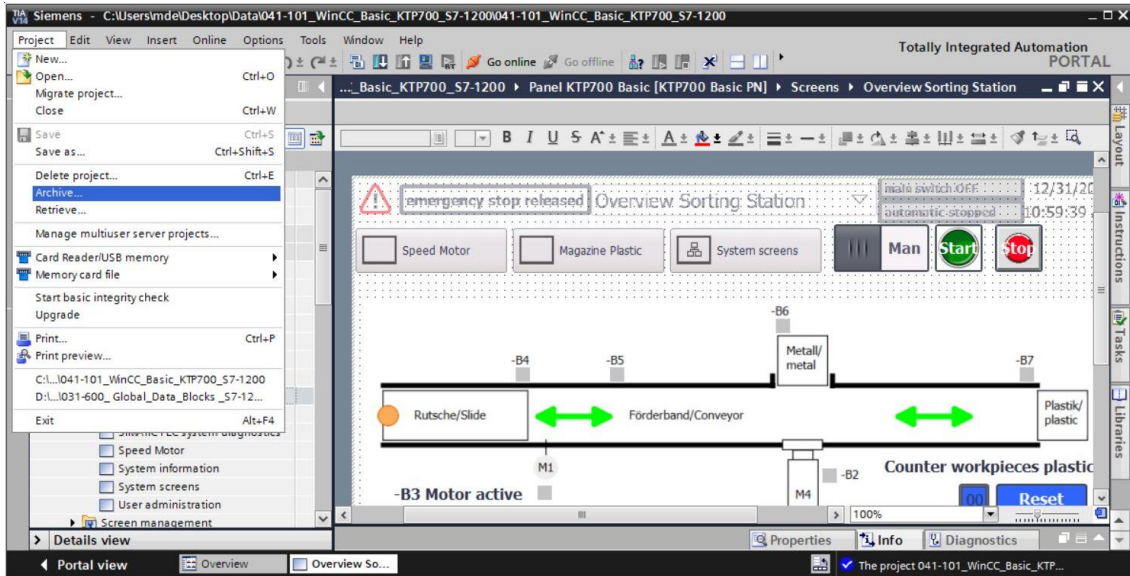 TIA V14 Siemens - C:\Users\mde\Desktop\Data\041-101_WinCC_Basic_KTP700_S7-1200\041-101_WinCC_Basic_KTP700_S7-1200
Project Edit View Insert Online Options Tools Window Help
Totally Integrated Automation
PORTAL
New...
Open... Ctrl+O
Migrate project...
Close Ctrl+W
Save Ctrl+S
Save as... Ctrl+Shift+S
Delete project... Ctrl+E
Archive...
Retrieve...
Manage multiuser server projects...
Card Reader/USB memory
Memory card file
Start basic integrity check
Upgrade
Print... Ctrl+P
Print preview...
C:\...\041-101_WinCC_Basic_KTP700_S7-1200
D:\...\031-600_ Global_Data_Blocks _S7-12...
Exit Alt+F4
Speed Motor
System information
System screens
User administration
Screen management
Details view
Go online Go offline
..._Basic_KTP700_S7-1200 Panel KTP700 Basic [KTP700 Basic PN] Screens Overview Sorting Station
B I U S A A
emergency stop released Overview Sorting Station main switch OFF 12/31/20
automatic stopped 10:59:39
Speed Motor Magazine Plastic System screens Man Start Stop
-B6
Metall/
metal
-B4 -B5 -B7
Rutsche/Slide Förderband/Conveyor
Plastik/
plastic
M1
-B2 Counter workpieces plastic
-B3 Motor active M4 00 Reset
100%
Properties Info Diagnostics
Layout
Instructions
Tasks
Libraries
Portal view Overview Overview So... The project 041-101_WinCC_Basic_KTP...